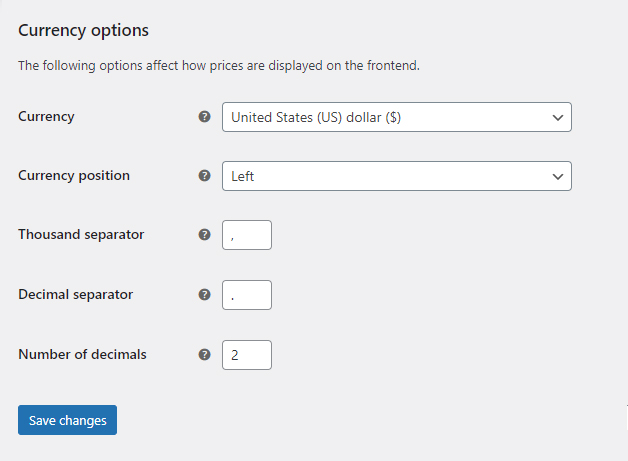 Currency options
The following options affect how prices are displayed on the frontend.
Currency ? United States (US) dollar ($)
Currency position ? Left
Thousand separator ? ,
Decimal separator ? .
Number of decimals ? 2
Save changes